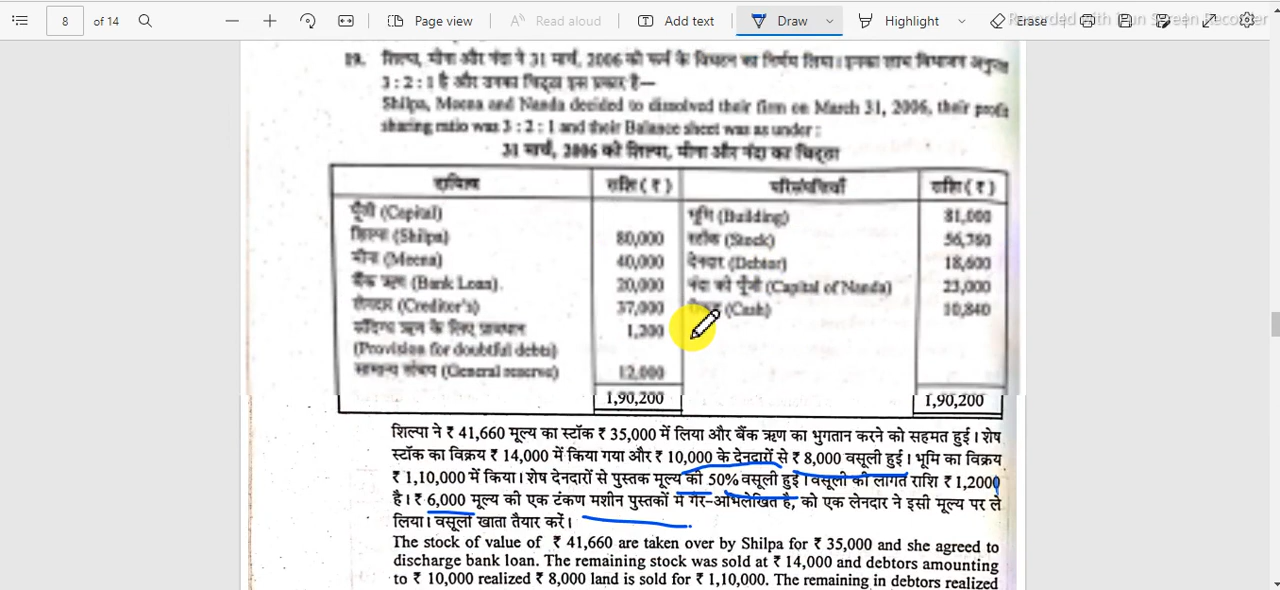 8 of 14
Page view
Read aloud
Add text
Draw
Highlight
Erase
19. शिल्पा, मीना और नंदा ने 31 मार्च, 2006 को फर्म के विघटन का निर्णय लिया। इनका लाभ विभाजन अनुपात
3 : 2 : 1 है और उनका चिट्ठा इस प्रकार है—
Shilpa, Meena and Nanda decided to dissolved their firm on March 31, 2006, their profit
sharing ratio was 3 : 2 : 1 and their Balance sheet was as under :
31 मार्च, 2006 को शिल्पा, मीना और नंदा का चिट्ठा
दायित्व राशि ( ₹ ) परिसंपत्तियाँ राशि ( ₹ )
पूँजी (Capital) भूमि (Building) 81,000
शिल्पा (Shilpa) 80,000 स्टॉक (Stock) 56,760
मीना (Meena) 40,000 देनदार (Debtor) 18,600
बैंक ऋण (Bank Loan). 20,000 नंदा की पूँजी (Capital of Nanda) 23,000
लेनदार (Creditor's) 37,000 (Cash) 10,840
संदिग्ध ऋण के लिए प्रावधान 1,200
(Provision for doubtful debts)
सामान्य संचय (General reserve) 12,000
1,90,200 1,90,200
शिल्पा ने ₹ 41,660 मूल्य का स्टॉक ₹ 35,000 में लिया और बैंक ऋण का भुगतान करने को सहमत हुई। शेष
स्टॉक का विक्रय ₹ 14,000 में किया गया और ₹ 10,000 के देनदारों से ₹ 8,000 वसूली हुई। भूमि का विक्रय
₹ 1,10,000 में किया। शेष देनदारों से पुस्तक मूल्य की 50% वसूली हुई। वसूली की लागत राशि ₹ 1,2000
है। ₹ 6,000 मूल्य की एक टंकण मशीन पुस्तकों में गैर-अभिलेखित है, को एक लेनदार ने इसी मूल्य पर ले
लिया। वसूली खाता तैयार करें।
The stock of value of ₹ 41,660 are taken over by Shilpa for ₹ 35,000 and she agreed to
discharge bank loan. The remaining stock was sold at ₹ 14,000 and debtors amounting
to ₹ 10,000 realized ₹ 8,000 land is sold for ₹ 1,10,000. The remaining in debtors realized